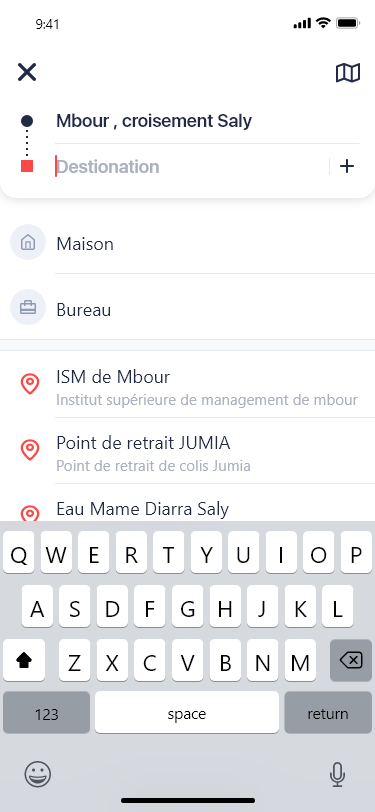 9:41
Mbour , croisement Saly
Destionation
Maison
Bureau
ISM de Mbour
Institut supérieure de management de mbour
Point de retrait JUMIA
Point de retrait de colis Jumia
Eau Mame Diarra Saly
Q W E R T Y U I O P
A S D F G H J K L
Z X C V B N M
123 space return